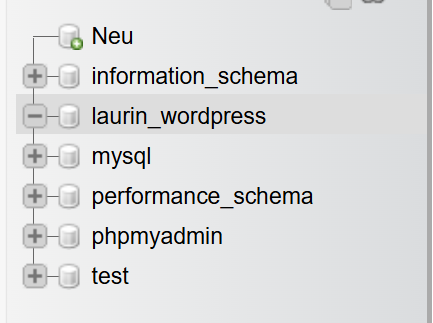 Neu
information_schema
laurin_wordpress
mysql
performance_schema
phpmyadmin
test